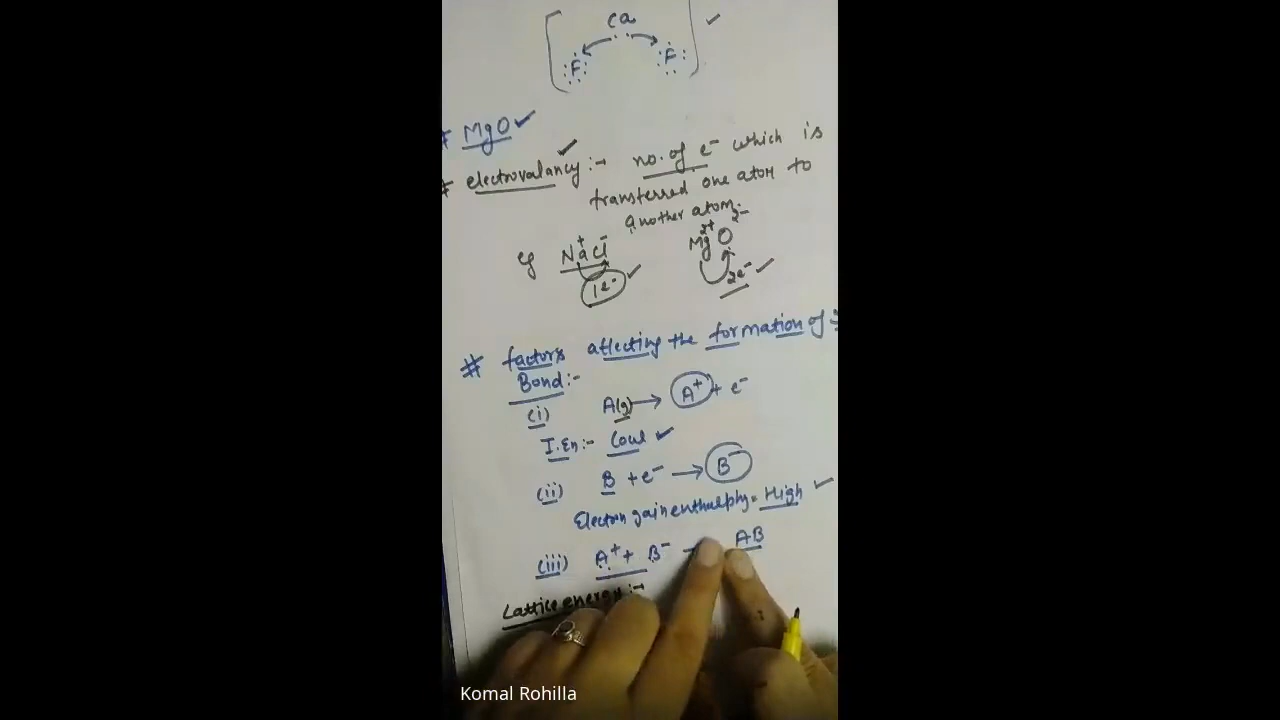 Ca
:F: :F:
# MgO ✓
# electrovalancy :→ no. of e⁻ which is
transferred one atom to
another atom.
eg Na⁺Cl⁻ Mg²⁺O²⁻
1e⁻ 2e⁻
# factors affecting the formation of
Bond:-
(i) A(g) → A⁺ + e⁻
I.En:-
(ii) B + e⁻ → B⁻
Electron gain enthalphy = High
(iii) A⁺ + B⁻ → AB
Lattice energy :→
Komal Rohilla